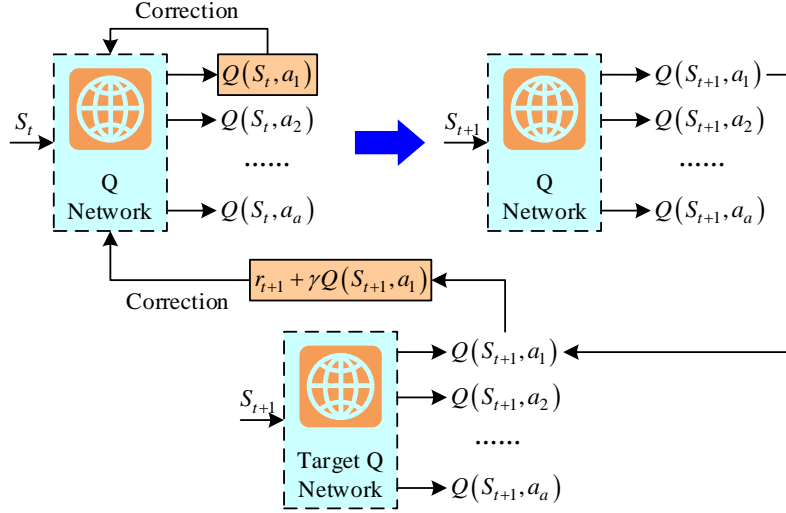 Correction
Q(S_t, a_1)
S_t
Q(S_t, a_2)
......
Q
Network
Q(S_t, a_a)
Q(S_{t+1}, a_1)
S_{t+1}
Q(S_{t+1}, a_2)
......
Q
Network
Q(S_{t+1}, a_a)
r_{t+1} + γQ(S_{t+1}, a_1)
Correction
Q(S_{t+1}, a_1)
S_{t+1}
Q(S_{t+1}, a_2)
......
Target Q
Network
Q(S_{t+1}, a_a)